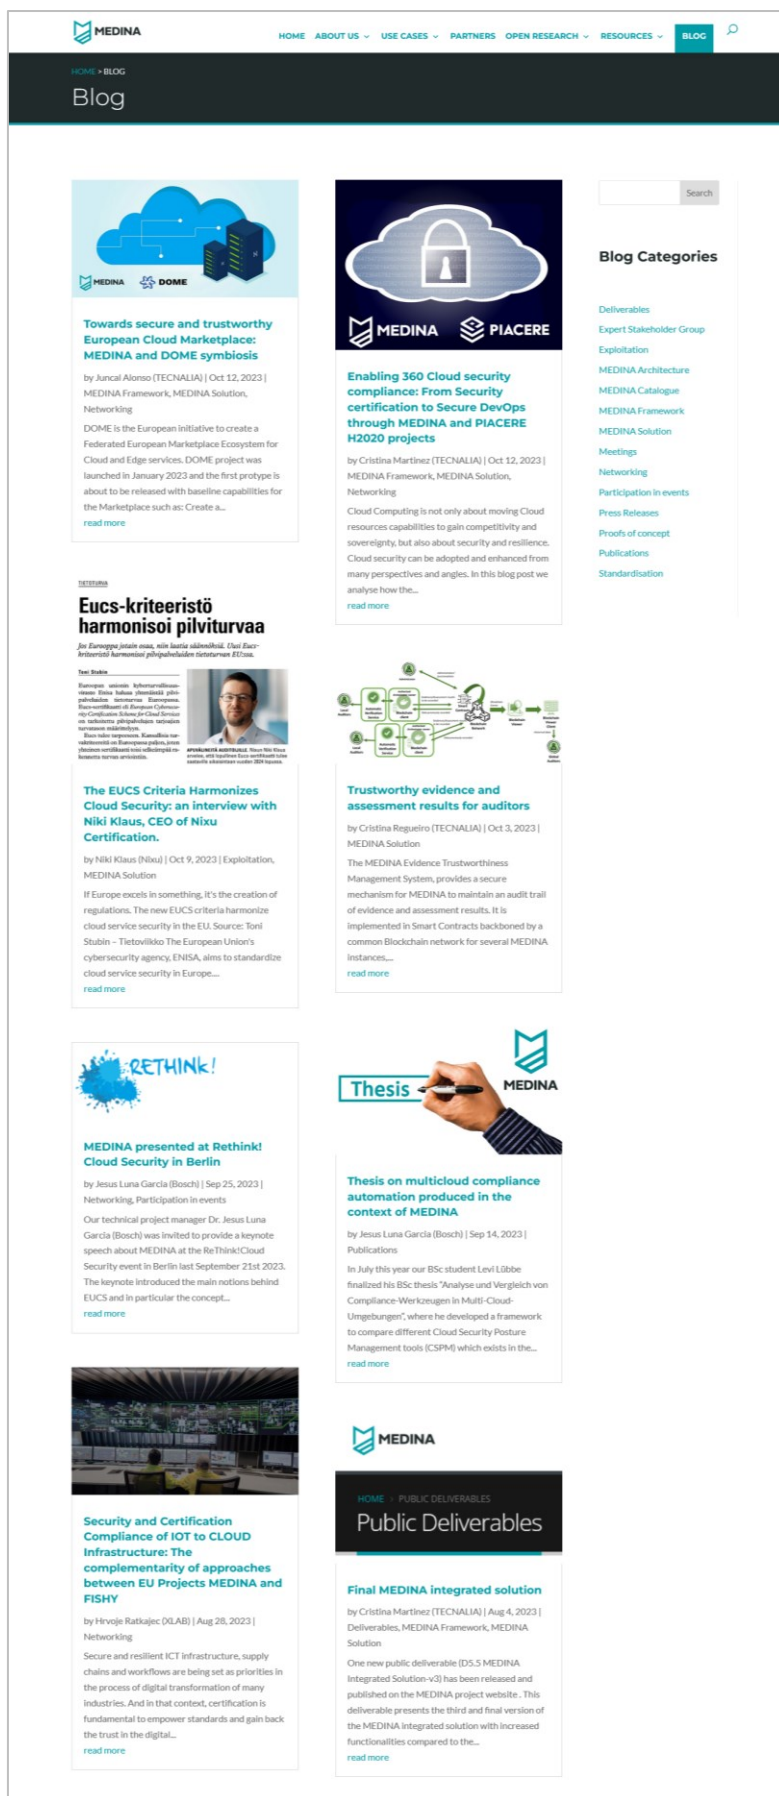 MEDINA
HOME ABOUT US USE CASES PARTNERS OPEN RESEARCH RESOURCES BLOG
HOME > BLOG
Blog
MEDINA DOME
Towards secure and trustworthy
European Cloud Marketplace:
MEDINA and DOME symbiosis
by Juncal Alonso (TECNALIA) | Oct 12, 2023 |
MEDINA Framework, MEDINA Solution,
Networking
DOME is the European initiative to create a
Federated European Marketplace Ecosystem for
Cloud and Edge services. DOME project was
launched in January 2023 and the first protype is
about to be released with baseline capabilities for
the Marketplace such as: Create a...
read more
MEDINA PIACERE
Enabling 360 Cloud security
compliance: From Security
certification to Secure DevOps
through MEDINA and PIACERE
H2020 projects
by Cristina Martinez (TECNALIA) | Oct 12, 2023 |
MEDINA Framework, MEDINA Solution,
Networking
Cloud Computing is not only about moving Cloud
resources capabilities to gain competitivity and
sovereignty, but also about security and resilience.
Cloud security can be adopted and enhanced from
many perspectives and angles. In this blog post we
analyse how the...
read more
Search
Blog Categories
Deliverables
Expert Stakeholder Group
Exploitation
MEDINA Architecture
MEDINA Catalogue
MEDINA Framework
MEDINA Solution
Meetings
Networking
Participation in events
Press Releases
Proofs of concept
Publications
Standardisation
TIETOTURVA
Eucs-kriteeristö
harmonisoi pilviturvaa
Jos Eurooppa jotain osaa, niin laatia säännöksiä. Uusi Eucs-
kriteeristö harmonisoi pilvipalveluiden tietoturvan EU:ssa.
Toni Stubin
The EUCS Criteria Harmonizes
Cloud Security: an interview with
Niki Klaus, CEO of Nixu
Certification.
by Niki Klaus (Nixu) | Oct 9, 2023 | Exploitation,
MEDINA Solution
If Europe excels in something, it's the creation of
regulations. The new EUCS criteria harmonize
cloud service security in the EU. Source: Toni
Stubin – Tietoviikko The European Union's
cybersecurity agency, ENISA, aims to standardize
cloud service security in Europe....
read more
Trustworthy evidence and
assessment results for auditors
by Cristina Regueiro (TECNALIA) | Oct 3, 2023 |
MEDINA Solution
The MEDINA Evidence Trustworthiness
Management System, provides a secure
mechanism for MEDINA to maintain an audit trail
of evidence and assessment results. It is
implemented in Smart Contracts backboned by a
common Blockchain network for several MEDINA
instances,...
read more
RETHINK!
MEDINA presented at Rethink!
Cloud Security in Berlin
by Jesus Luna Garcia (Bosch) | Sep 25, 2023 |
Networking, Participation in events
Our technical project manager Dr. Jesus Luna
Garcia (Bosch) was invited to provide a keynote
speech about MEDINA at the ReThink!Cloud
Security event in Berlin last September 21st 2023.
The keynote introduced the main notions behind
EUCS and in particular the concept...
read more
Thesis
MEDINA
Thesis on multicloud compliance
automation produced in the
context of MEDINA
by Jesus Luna Garcia (Bosch) | Sep 14, 2023 |
Publications
In July this year our BSc student Levi Lübbe
finalized his BSc thesis “Analyse und Vergleich von
Compliance-Werkzeugen in Multi-Cloud-
Umgebungen”, where he developed a framework
to compare different Cloud Security Posture
Management tools (CSPM) which exists in the...
read more
Security and Certification
Compliance of IOT to CLOUD
Infrastructure: The
complementarity of approaches
between EU Projects MEDINA and
FISHY
by Hrvoje Ratkajec (XLAB) | Aug 28, 2023 |
Networking
Secure and resilient ICT infrastructure, supply
chains and workflows are being set as priorities in
the process of digital transformation of many
industries. And in that context, certification is
fundamental to empower standards and gain back
the trust in the digital...
read more
MEDINA
HOME > PUBLIC DELIVERABLES
Public Deliverables
Final MEDINA integrated solution
by Cristina Martinez (TECNALIA) | Aug 4, 2023 |
Deliverables, MEDINA Framework, MEDINA
Solution
One new public deliverable (D5.5 MEDINA
Integrated Solution-v3) has been released and
published on the MEDINA project website . This
deliverable presents the third and final version of
the MEDINA integrated solution with increased
functionalities compared to the...
read more